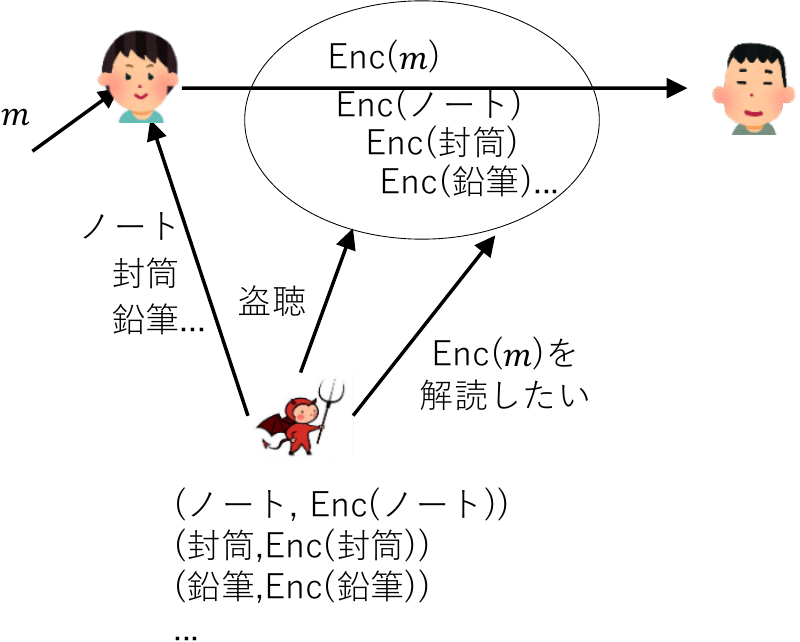 Enc(m)
m
Enc(ノート)
Enc(封筒)
Enc(鉛筆)...
ノート
封筒
鉛筆...
盗聴
Enc(m)を
解読したい
(ノート, Enc(ノート))
(封筒,Enc(封筒))
(鉛筆,Enc(鉛筆))
...